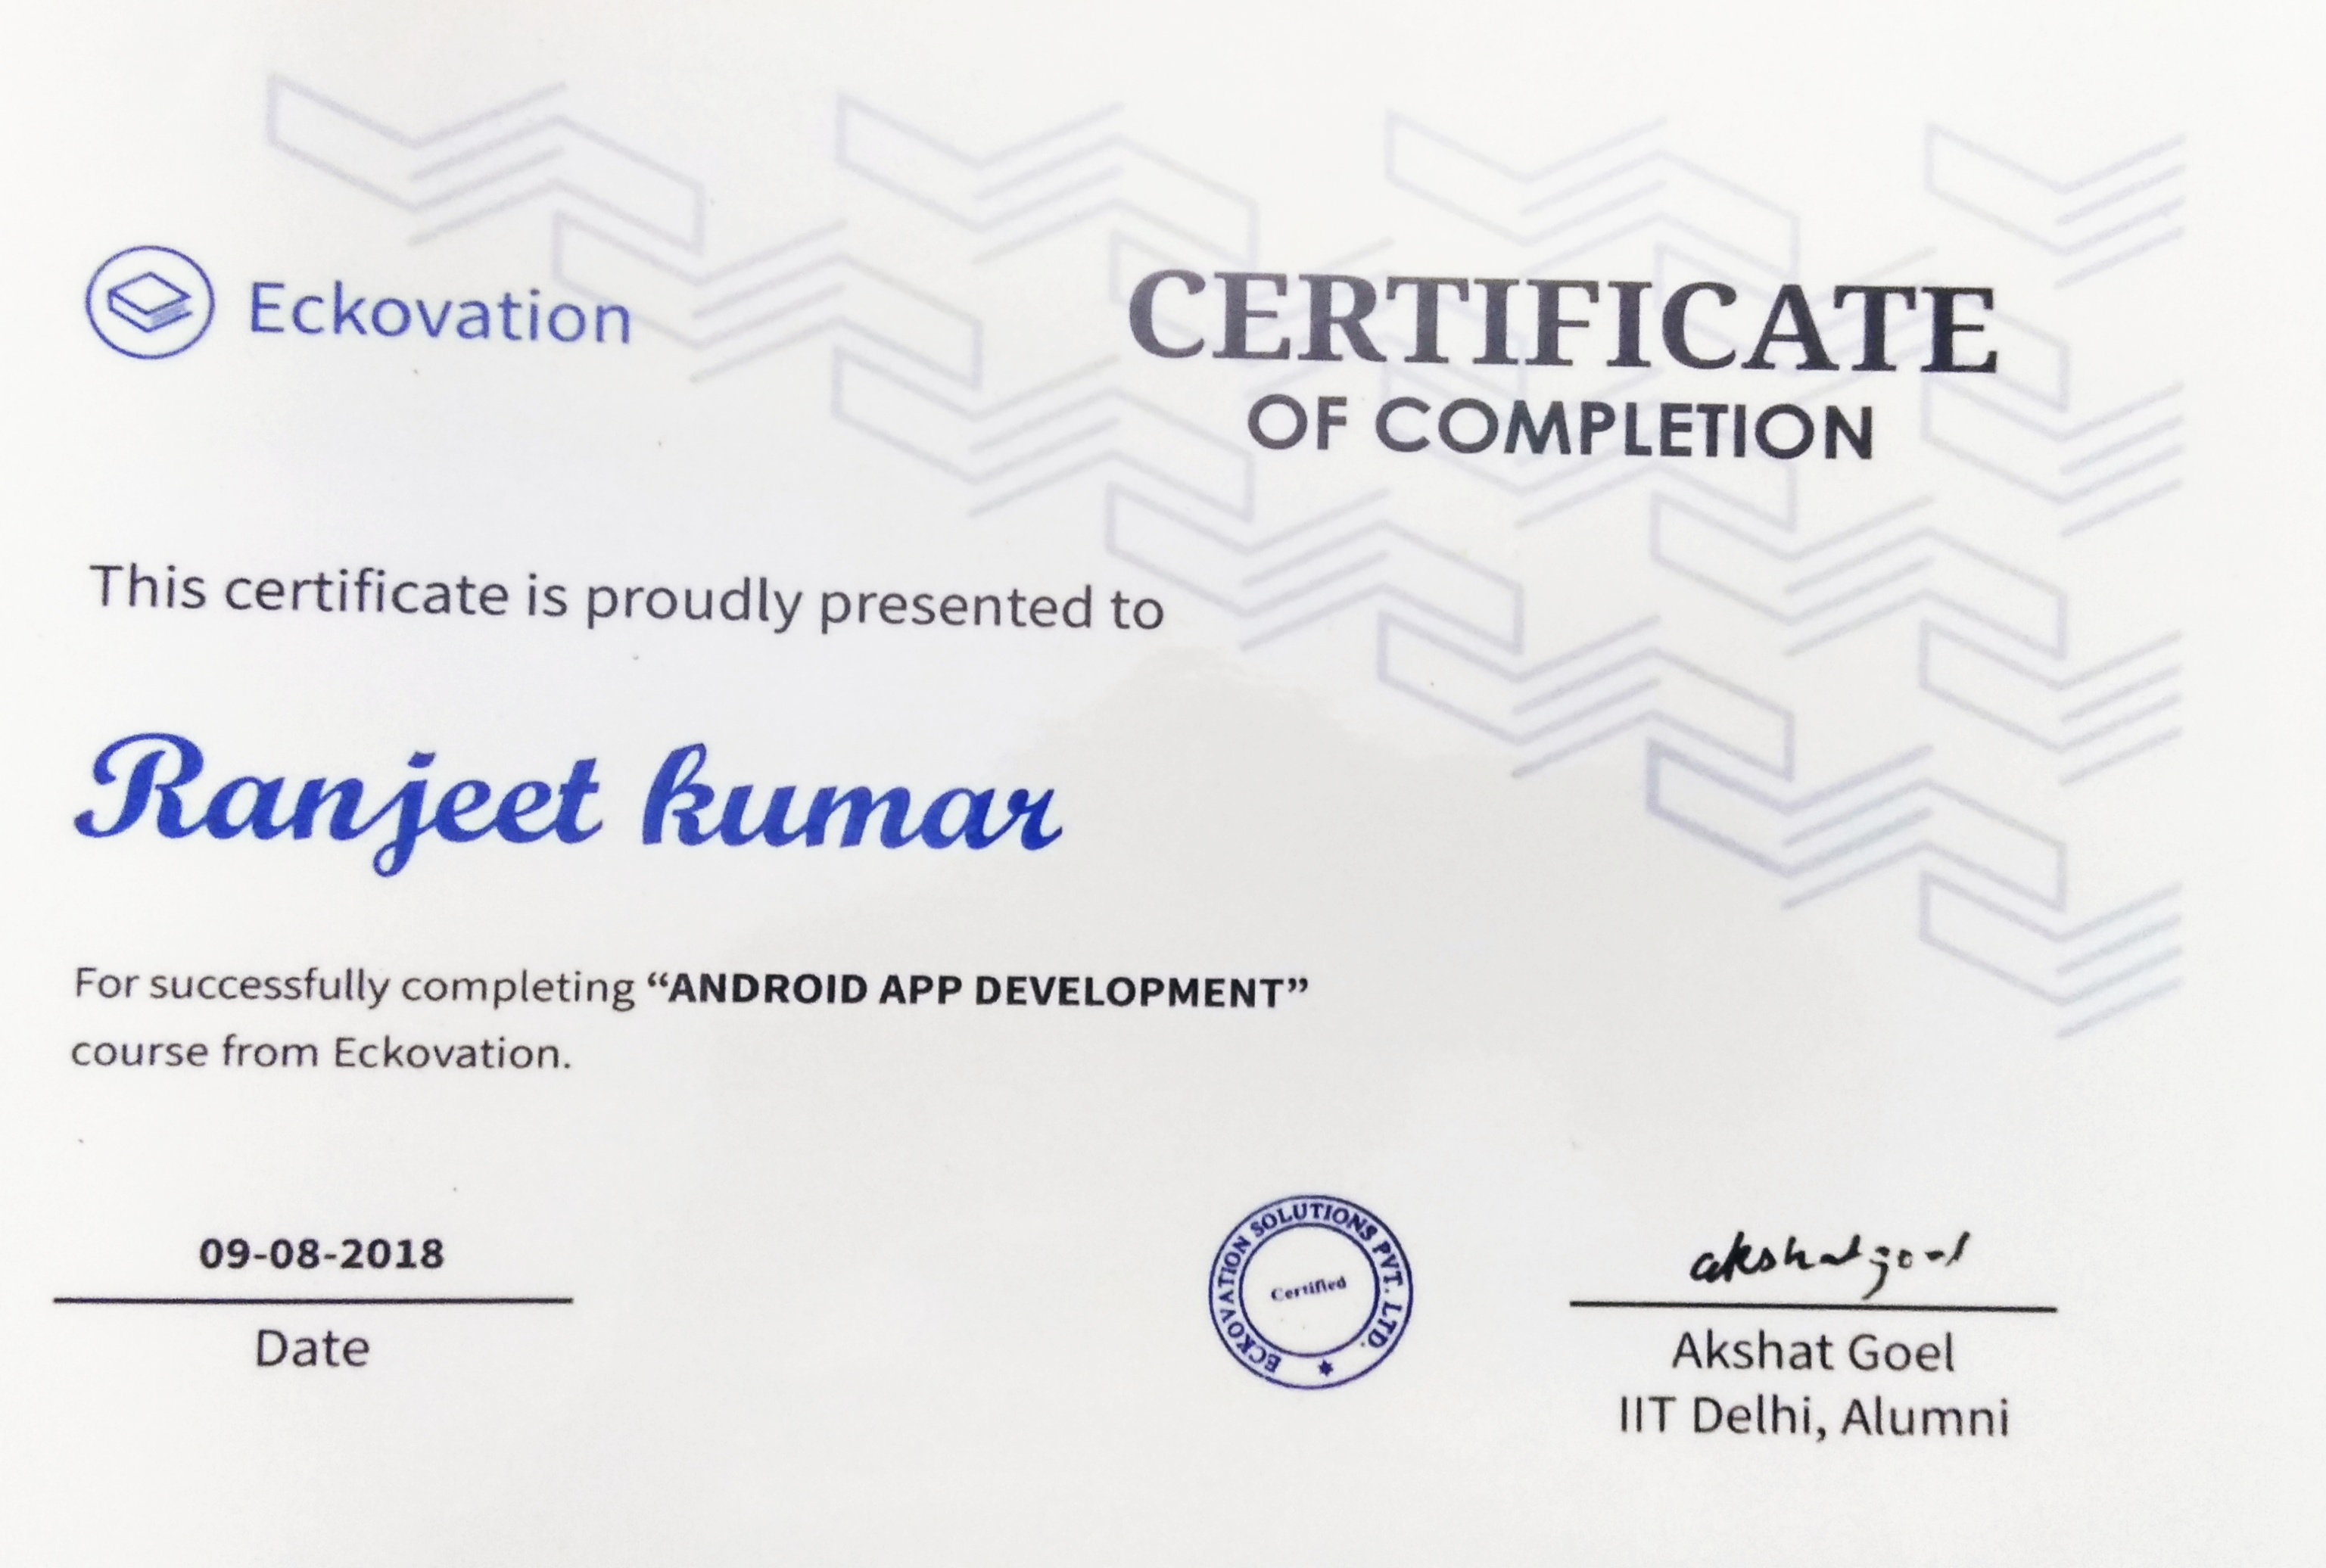 Eckovation
CERTIFICATE
OF COMPLETION
This certificate is proudly presented to
Ranjeet kumar
For successfully completing “ANDROID APP DEVELOPMENT”
course from Eckovation.
09-08-2018
Date
ECKOVATION SOLUTIONS PVT. LTD.
Certified
akshat goel
Akshat Goel
IIT Delhi, Alumni